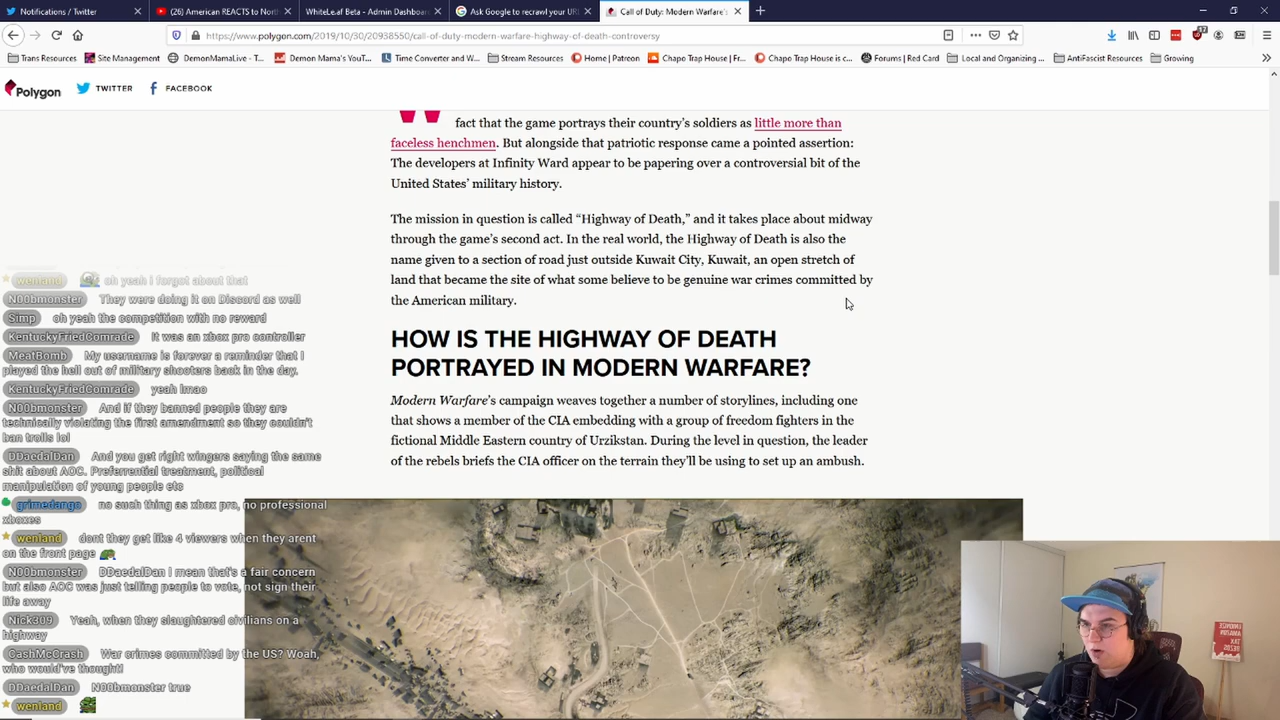 Notifications / Twitter
(26) American REACTS to Nort
WhiteLe.af Beta - Admin Dashboar
Ask Google to recrawl your UR
Call of Duty: Modern Warfare's
https://www.polygon.com/2019/10/30/20938550/call-of-duty-modern-warfare-highway-of-death-controversy
Trans Resources
Site Management
DemonMamaLive - T...
Demon Mama's YouT...
Time Converter and W...
Stream Resources
Home | Patreon
Chapo Trap House | Fr...
Chapo Trap House is c...
Forums | Red Card
Local and Organizing ...
AntiFascist Resources
Growing
Polygon
TWITTER
FACEBOOK
fact that the game portrays their country's soldiers as little more than
faceless henchmen. But alongside that patriotic response came a pointed assertion:
The developers at Infinity Ward appear to be papering over a controversial bit of the
United States' military history.
The mission in question is called “Highway of Death,” and it takes place about midway
through the game's second act. In the real world, the Highway of Death is also the
name given to a section of road just outside Kuwait City, Kuwait, an open stretch of
land that became the site of what some believe to be genuine war crimes committed by
the American military.
HOW IS THE HIGHWAY OF DEATH
PORTRAYED IN MODERN WARFARE?
Modern Warfare's campaign weaves together a number of storylines, including one
that shows a member of the CIA embedding with a group of freedom fighters in the
fictional Middle Eastern country of Urzikstan. During the level in question, the leader
of the rebels briefs the CIA officer on the terrain they'll be using to set up an ambush.
wenland oh yeah i forgot about that
N00bmonster They were doing it on Discord as well
Simp oh yeah the competition with no reward
KentuckyFriedComrade It was an xbox pro controller
MeatBomb My username is forever a reminder that I
played the hell out of military shooters back in the day.
KentuckyFriedComrade yeah lmao
N00bmonster And if they banned people they are
technically violating the first amendment so they couldn't
ban trolls lol
DDaedalDan And you get right wingers saying the same
shit about AOC. Preferrential treatment, political
manipulation of young people etc
grimedango no such thing as xbox pro, no professional
xboxes
wenland dont they get like 4 viewers when they arent
on the front page
N00bmonster DDaedalDan I mean that's a fair concern
but also AOC was just telling people to vote, not sign their
life away
Nick309 Yeah, when they slaughtered civilians on a
highway
CashMcCrash War crimes committed by the US? Woah,
who would've thought!
DDaedalDan N00bmonster true
wenland